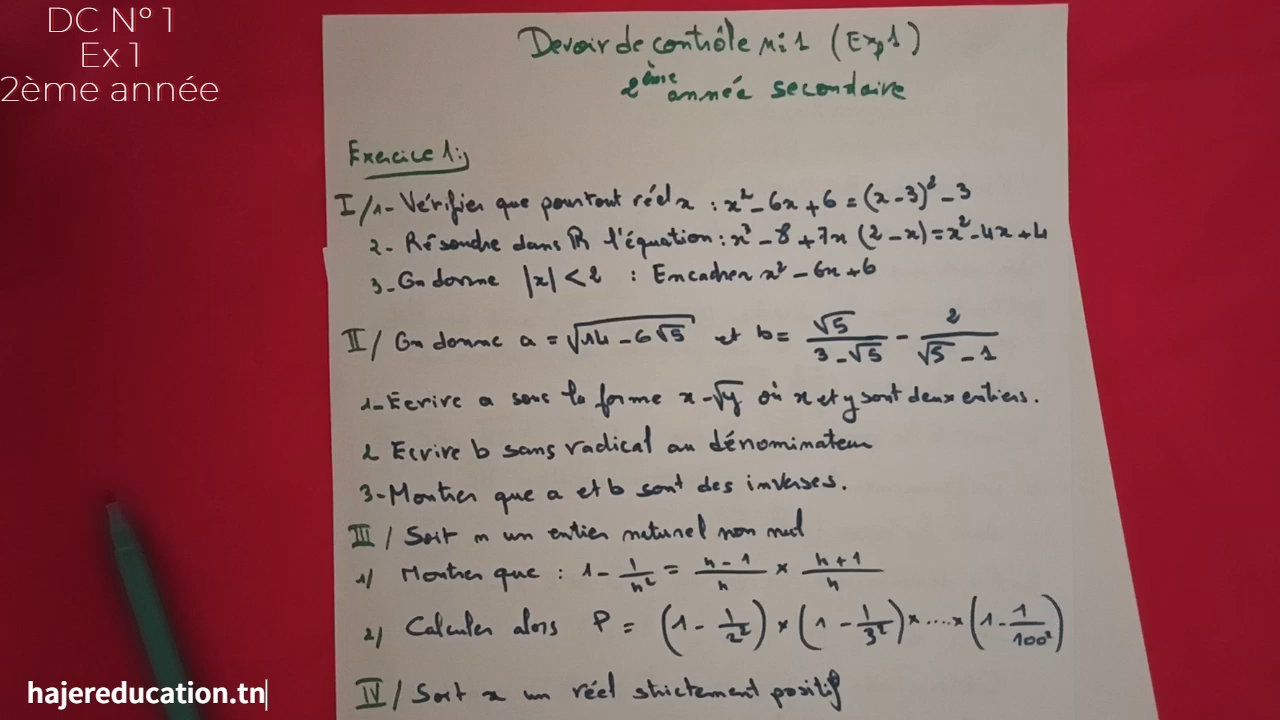 DC N° 1
Ex 1
2ème année
Devoir de contrôle n:1 (Exp 1)
2ème année secondaire
Exercice 1:
I/1- Vérifier que pour tout réel x : x² - 6x + 6 = (x - 3)² - 3
2- Résoudre dans ℝ l'équation : x³ - 8 + 7x (2 - x) = x² - 4x + 4
3- On donne |x| < 2 : Encadrer x² - 6x + 6
II/ On donne a = √(14 - 6√5) et b = √5/(3 - √5) - 2/(√5 - 1)
1- Ecrire a sous la forme x - √y où x et y sont deux entiers.
2 Ecrire b sans radical au dénominateur
3- Montrer que a et b sont des inverses.
III/ Soit n un entier naturel non nul
1) Montrer que : 1 - 1/n² = (n - 1)/n × (n + 1)/n
2) Calculer alors P = (1 - 1/2²) × (1 - 1/3²) × .... × (1 - 1/100²)
IV/ Soit x un réel strictement positif
hajereducation.tn